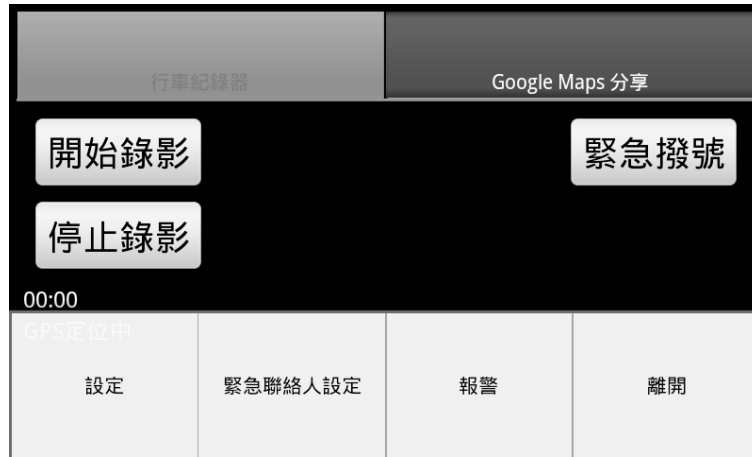 行車紀錄器
Google Maps 分享
開始錄影
緊急撥號
停止錄影
00:00
GPS定位中
設定
緊急聯絡人設定
報警
離開